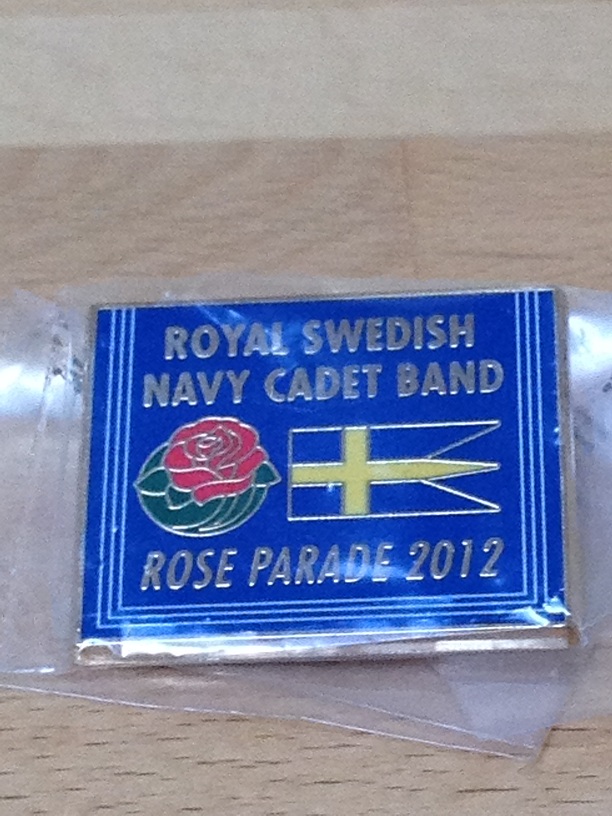 ROYAL SWEDISH
NAVY CADET BAND
ROSE PARADE 2012